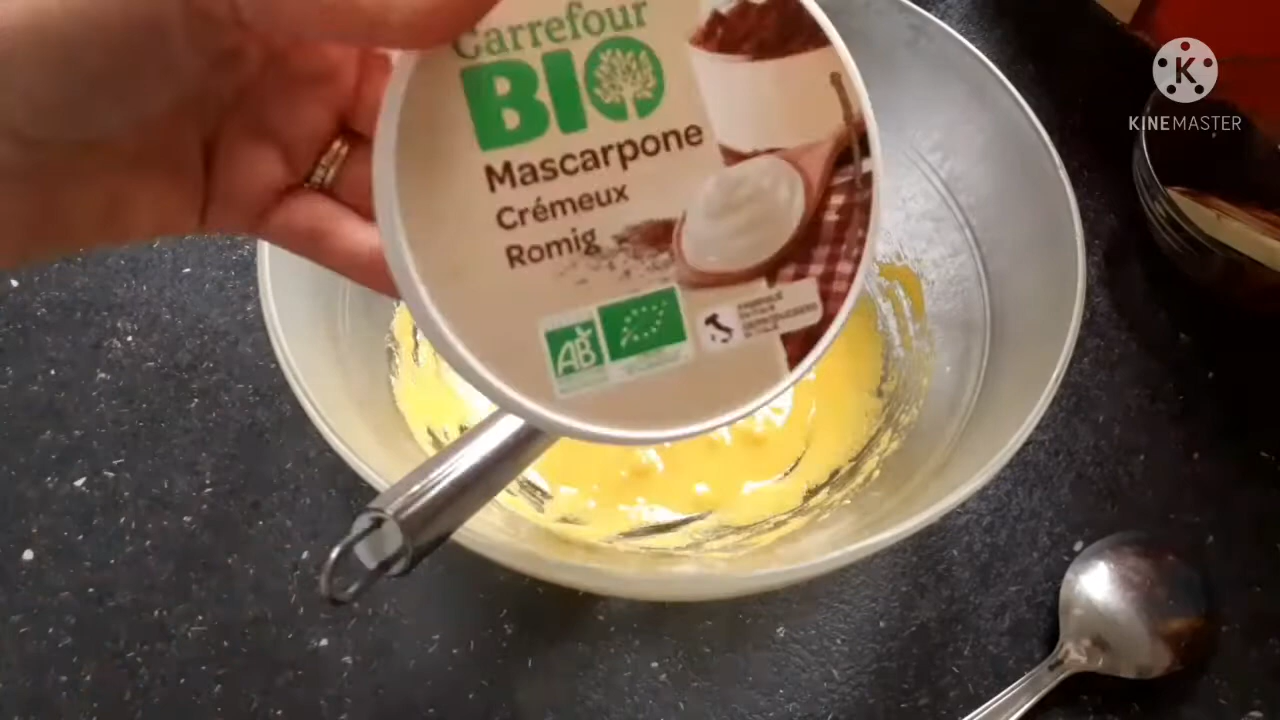 Carrefour
BIO
Mascarpone
Crémeux
Romig
AB
K
KINEMASTER